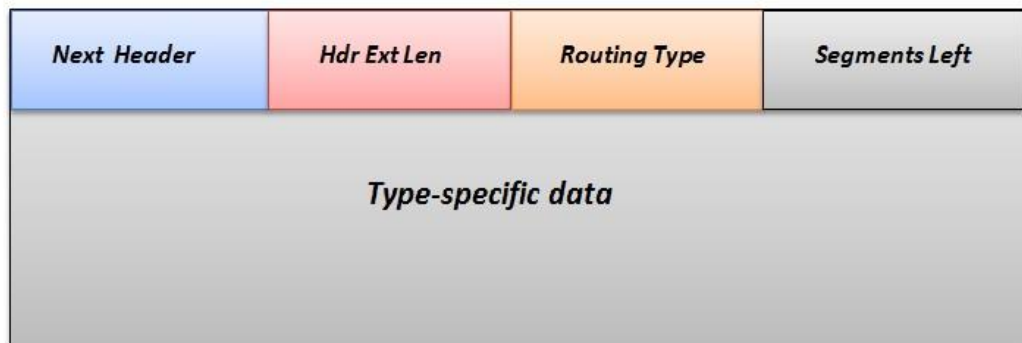 Next Header Hdr Ext Len Routing Type Segments Left
Type-specific data